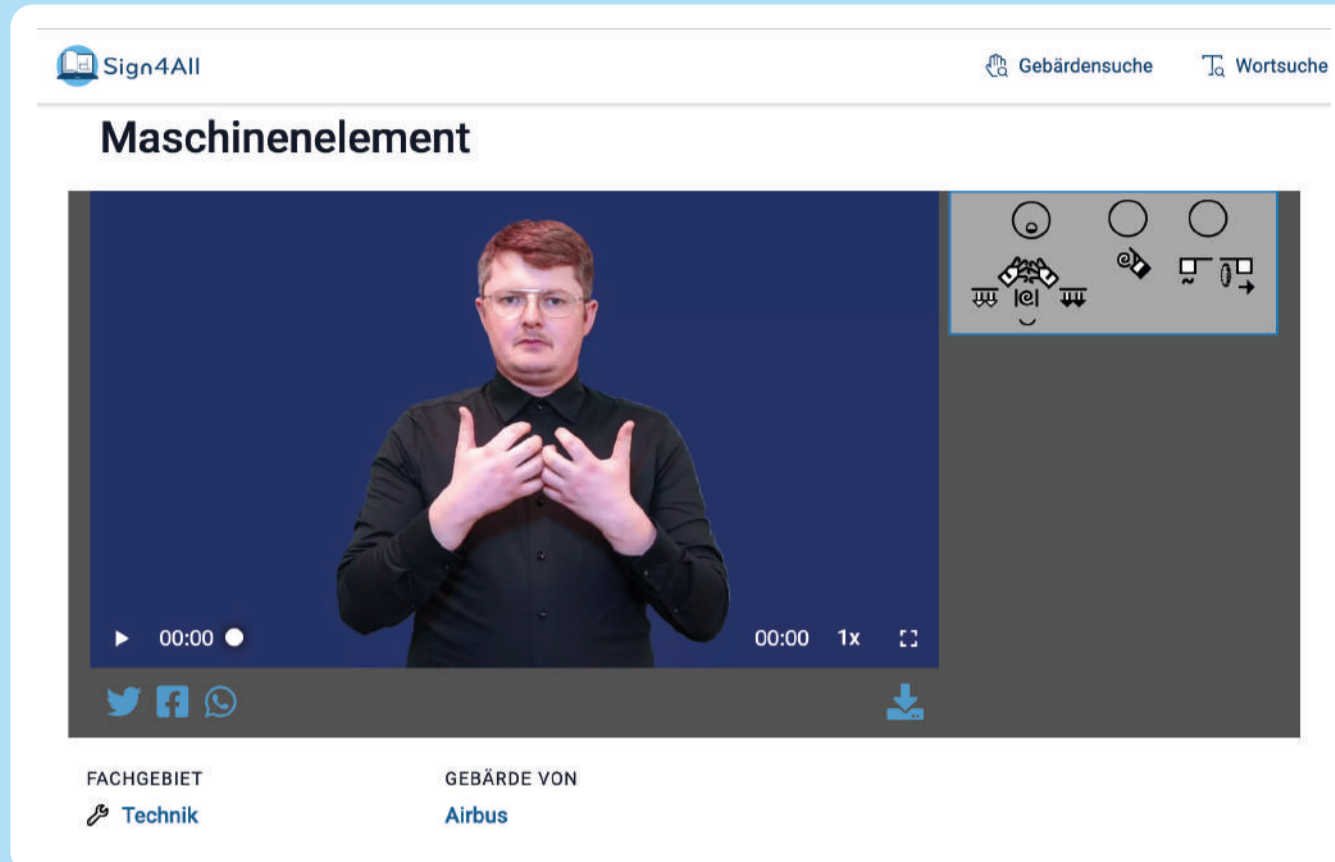 Sign4All
Gebärdensuche
Wortsuche
Maschinenelement
00:00
00:00 1x
FACHGEBIET
GEBÄRDE VON
Technik
Airbus